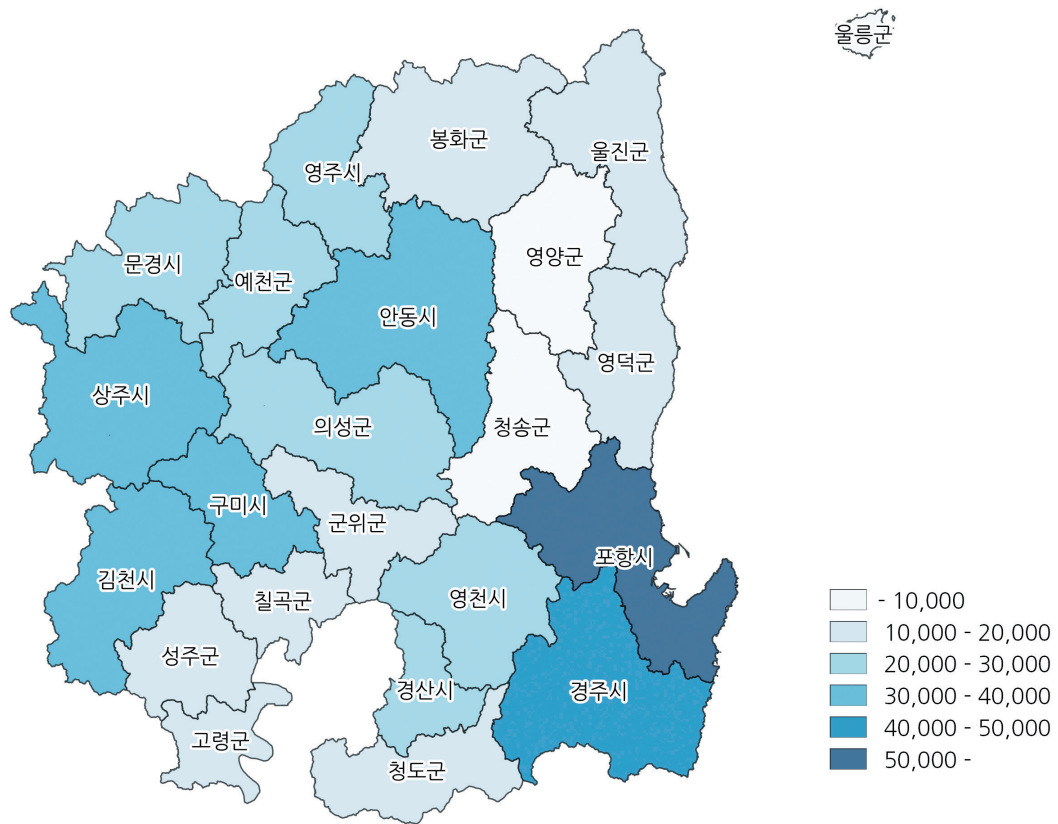 울릉군
봉화군
울진군
영주시
영양군
문경시
예천군
안동시
영덕군
상주시
의성군
청송군
구미시
군위군
포항시
김천시
칠곡군
영천시
성주군
경산시
경주시
고령군
청도군
- 10,000
10,000 - 20,000
20,000 - 30,000
30,000 - 40,000
40,000 - 50,000
50,000 -